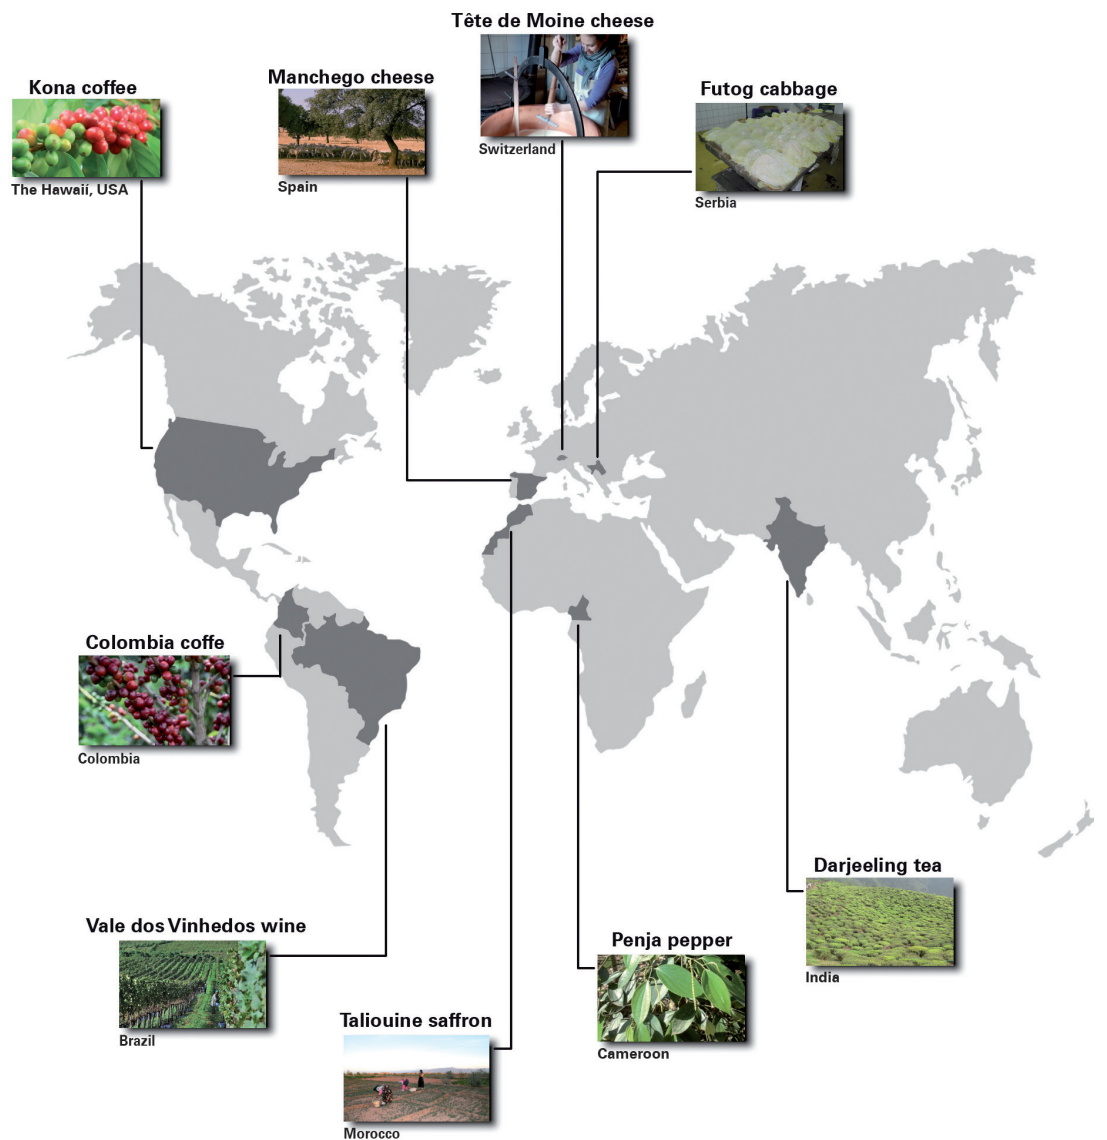 Tête de Moine cheese
Switzerland
Kona coffee
The Hawaií, USA
Manchego cheese
Spain
Futog cabbage
Serbia
Colombia coffe
Colombia
Darjeeling tea
India
Vale dos Vinhedos wine
Brazil
Penja pepper
Cameroon
Taliouine saffron
Morocco